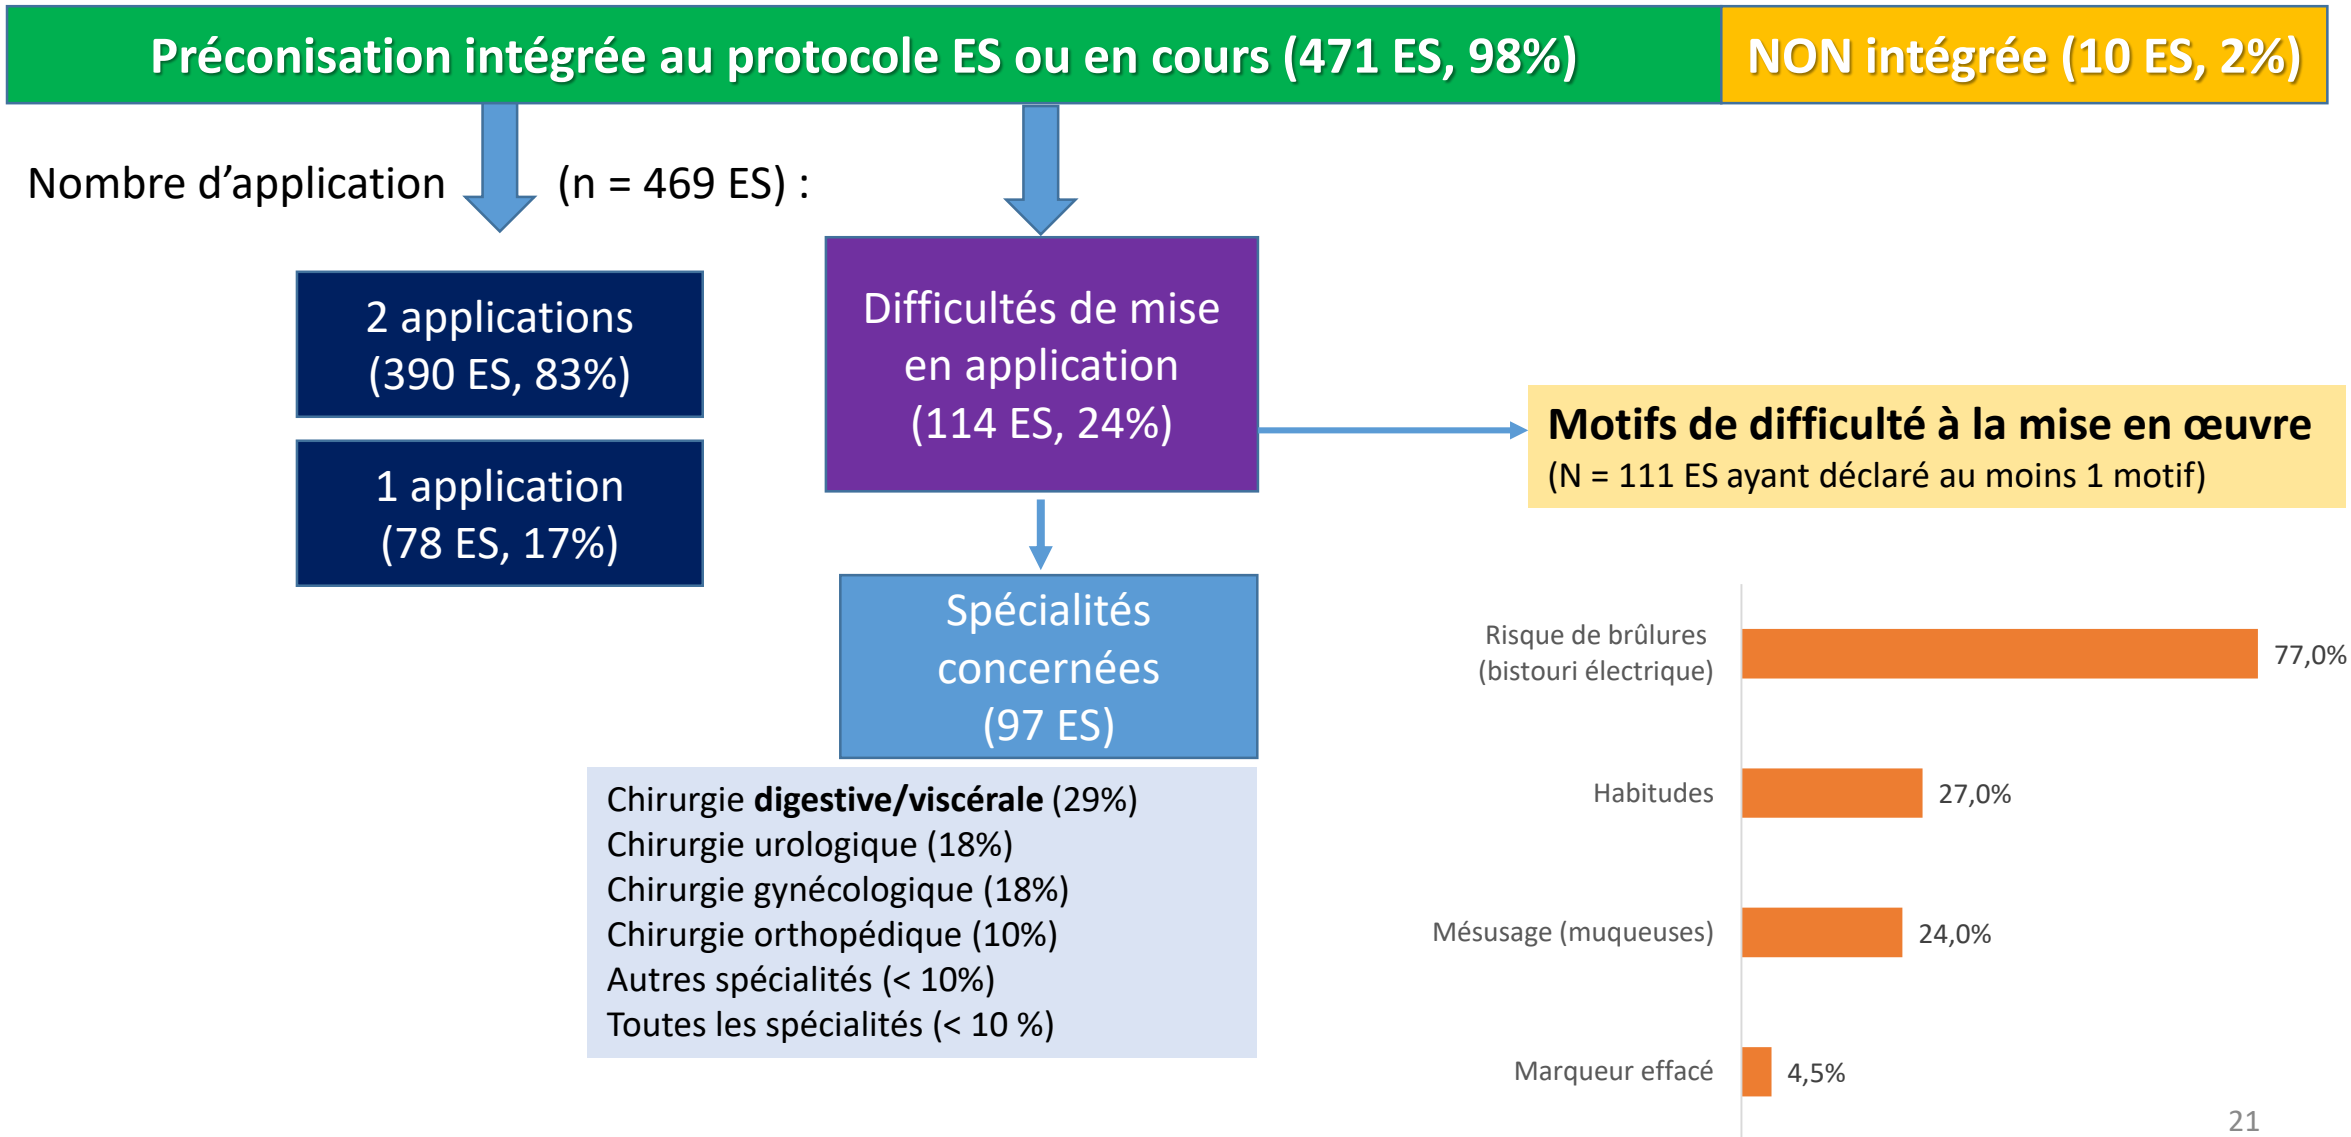 Préconisation intégrée au protocole ES ou en cours (471 ES, 98%)
NON intégrée (10 ES, 2%)
Nombre d’application (n = 469 ES) :
2 applications
(390 ES, 83%)
1 application
(78 ES, 17%)
Difficultés de mise
en application
(114 ES, 24%)
Motifs de difficulté à la mise en œuvre
(N = 111 ES ayant déclaré au moins 1 motif)
Spécialités
concernées
(97 ES)
Chirurgie digestive/viscérale (29%)
Chirurgie urologique (18%)
Chirurgie gynécologique (18%)
Chirurgie orthopédique (10%)
Autres spécialités (< 10%)
Toutes les spécialités (< 10 %)
Risque de brûlures
(bistouri électrique)
77,0%
Habitudes
27,0%
Mésusage (muqueuses)
24,0%
Marqueur effacé
4,5%
21